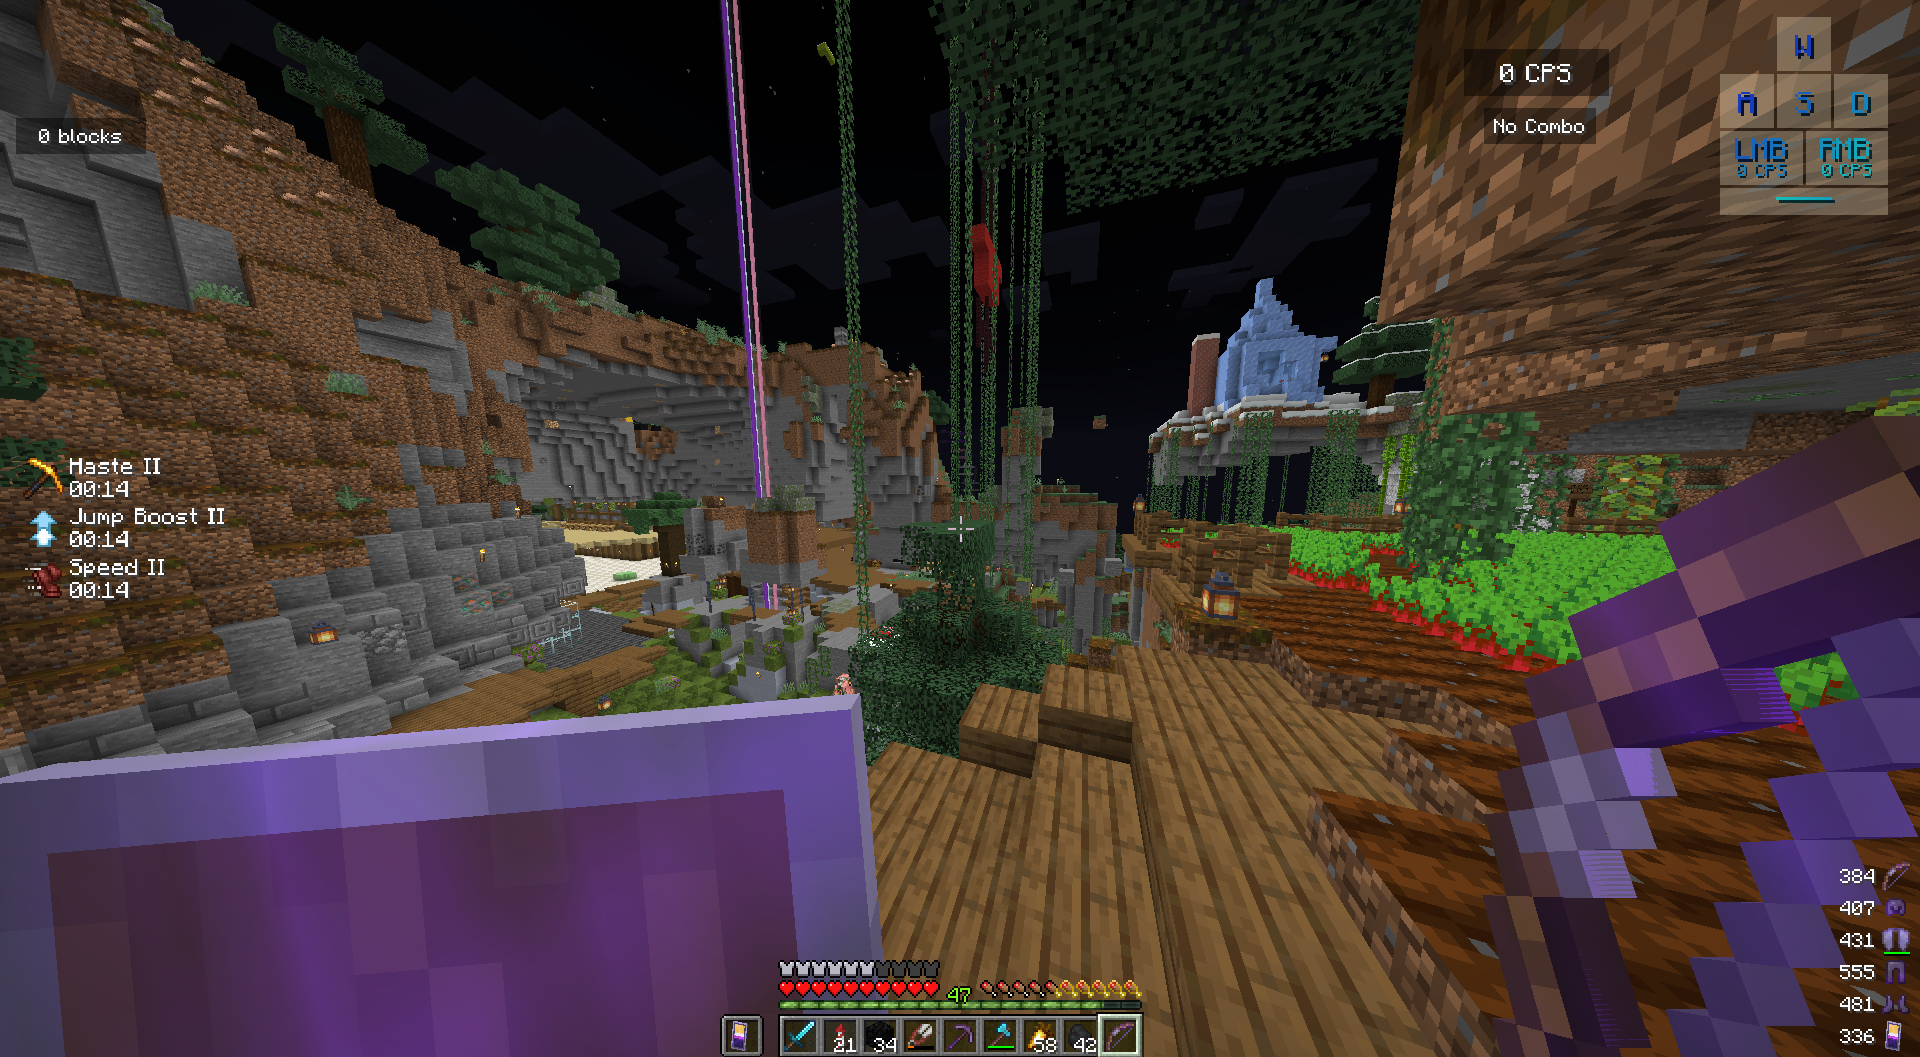 0 blocks
0 CPS
No Combo
W
A S D
LMB RMB
0 CPS 0 CPS
Haste II
00:14
Jump Boost II
00:14
Speed II
00:14
384
407
431
555
481
336
47
21 34 58 42